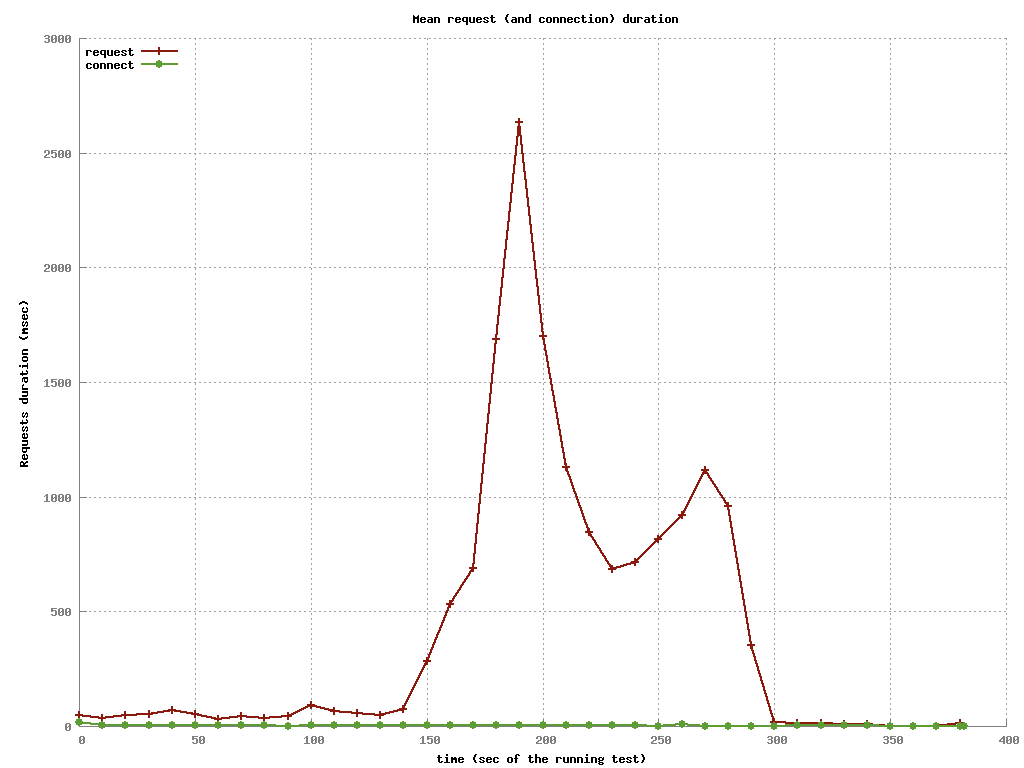 Mean request (and connection) duration
3000
request
connect
2500
2000
Requests duration (msec)
1500
1000
500
0
0 50 100 150 200 250 300 350 400
time (sec of the running test)